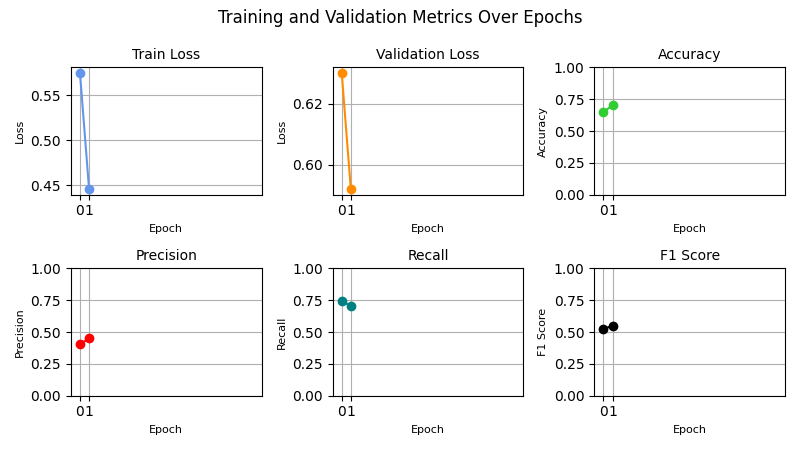 Training and Validation Metrics Over Epochs
Train Loss
Loss
0.55
0.50
0.45
0 1
Epoch
Validation Loss
Loss
0.62
0.60
0 1
Epoch
Accuracy
Accuracy
1.00
0.75
0.50
0.25
0.00
0 1
Epoch
Precision
Precision
1.00
0.75
0.50
0.25
0.00
0 1
Epoch
Recall
Recall
1.00
0.75
0.50
0.25
0.00
0 1
Epoch
F1 Score
F1 Score
1.00
0.75
0.50
0.25
0.00
0 1
Epoch